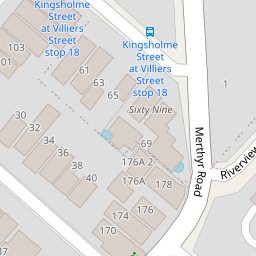 Kingsholme
Street
at Villiers
Street
stop 18
Kingsholme
Street
at Villiers
Street
stop 18
103
101
61
63
65
1
Sixty Nine
30
32
34
36
38
40
69
176A 2
176A
178
176
174
170
Merthyr Road
Riverview